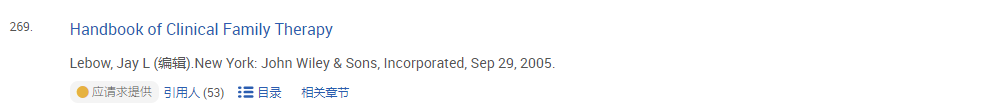 269. Handbook of Clinical Family Therapy
Lebow, Jay L (编辑).New York: John Wiley & Sons, Incorporated, Sep 29, 2005.
应请求提供 引用人 (53) 目录 相关章节